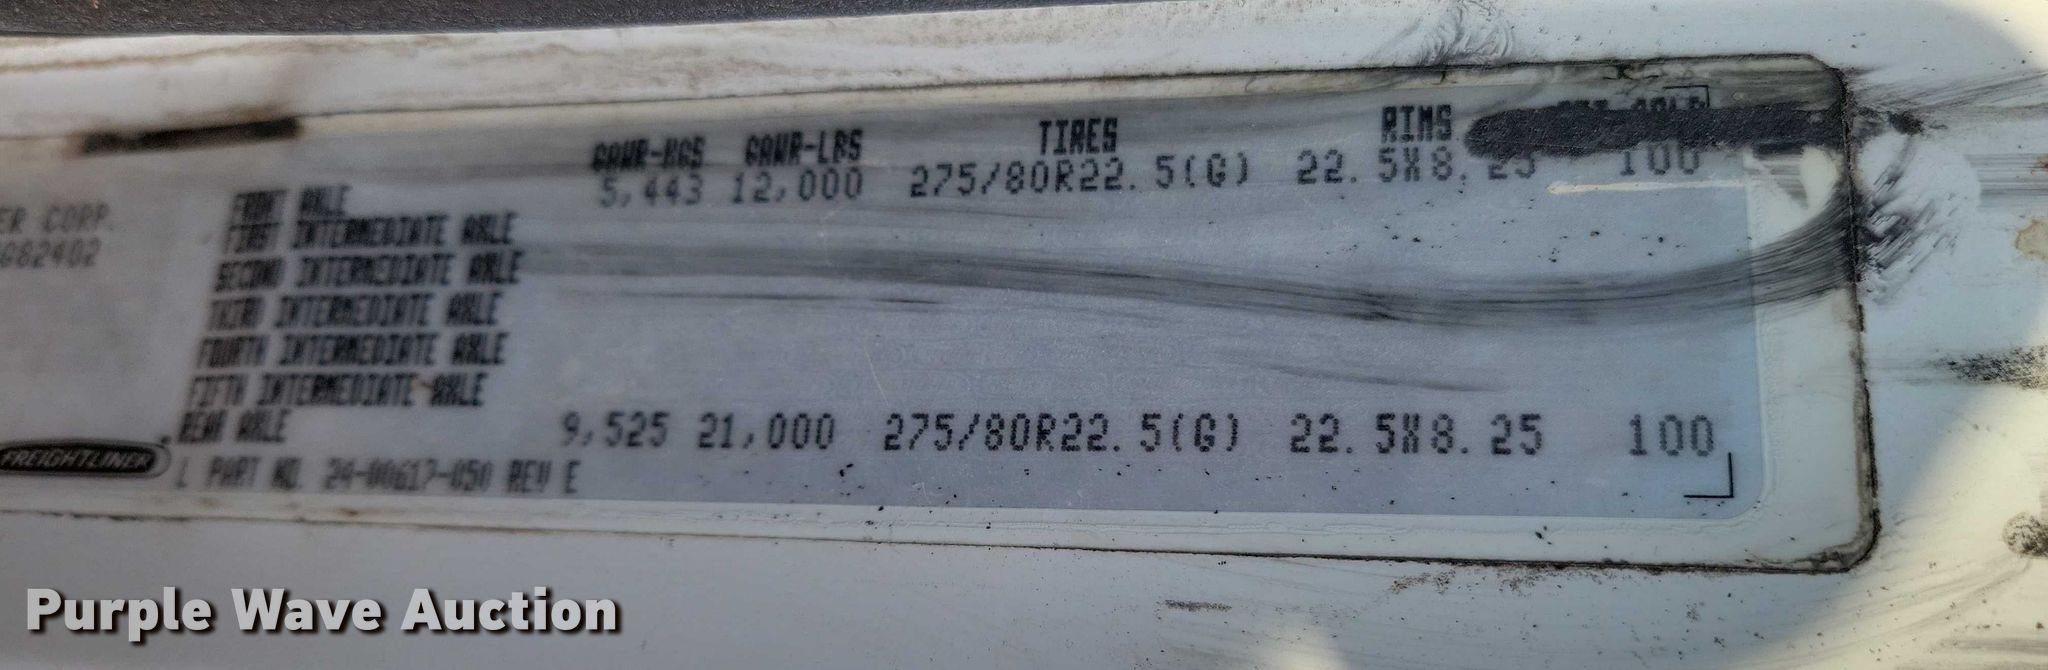 GAWR-KGS GAWR-LBS TIRES RIMS PSI COLD
FRONT AXLE 5,443 12,000 275/80R22.5(G) 22.5X8.25 100
FIRST INTERMEDIATE AXLE
SECOND INTERMEDIATE AXLE
THIRD INTERMEDIATE AXLE
FOURTH INTERMEDIATE AXLE
FIFTH INTERMEDIATE AXLE
REAR AXLE 9,525 21,000 275/80R22.5(G) 22.5X8.25 100
ER CORP.
G82402
FREIGHTLINER
L PART NO. 24-00617-050 REV E
Purple Wave Auction